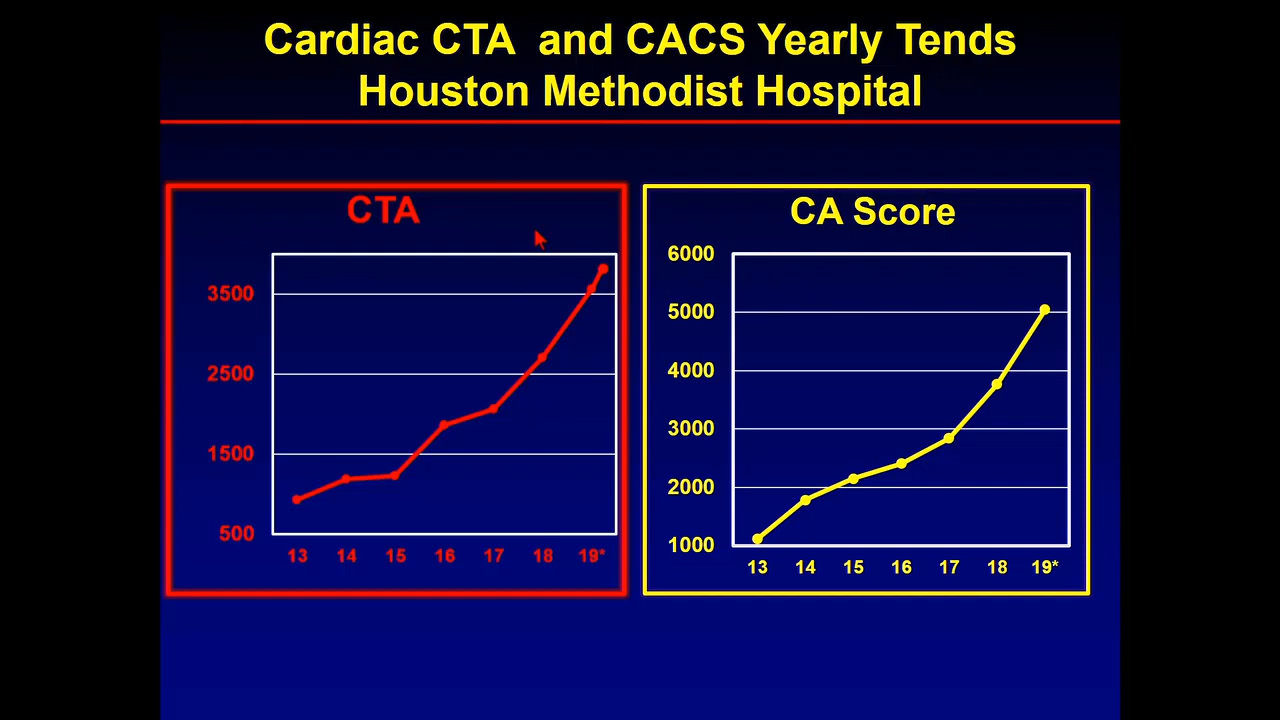 Cardiac CTA and CACS Yearly Tends
Houston Methodist Hospital
CTA
3500
2500
1500
500
13 14 15 16 17 18 19*
CA Score
6000
5000
4000
3000
2000
1000
13 14 15 16 17 18 19*